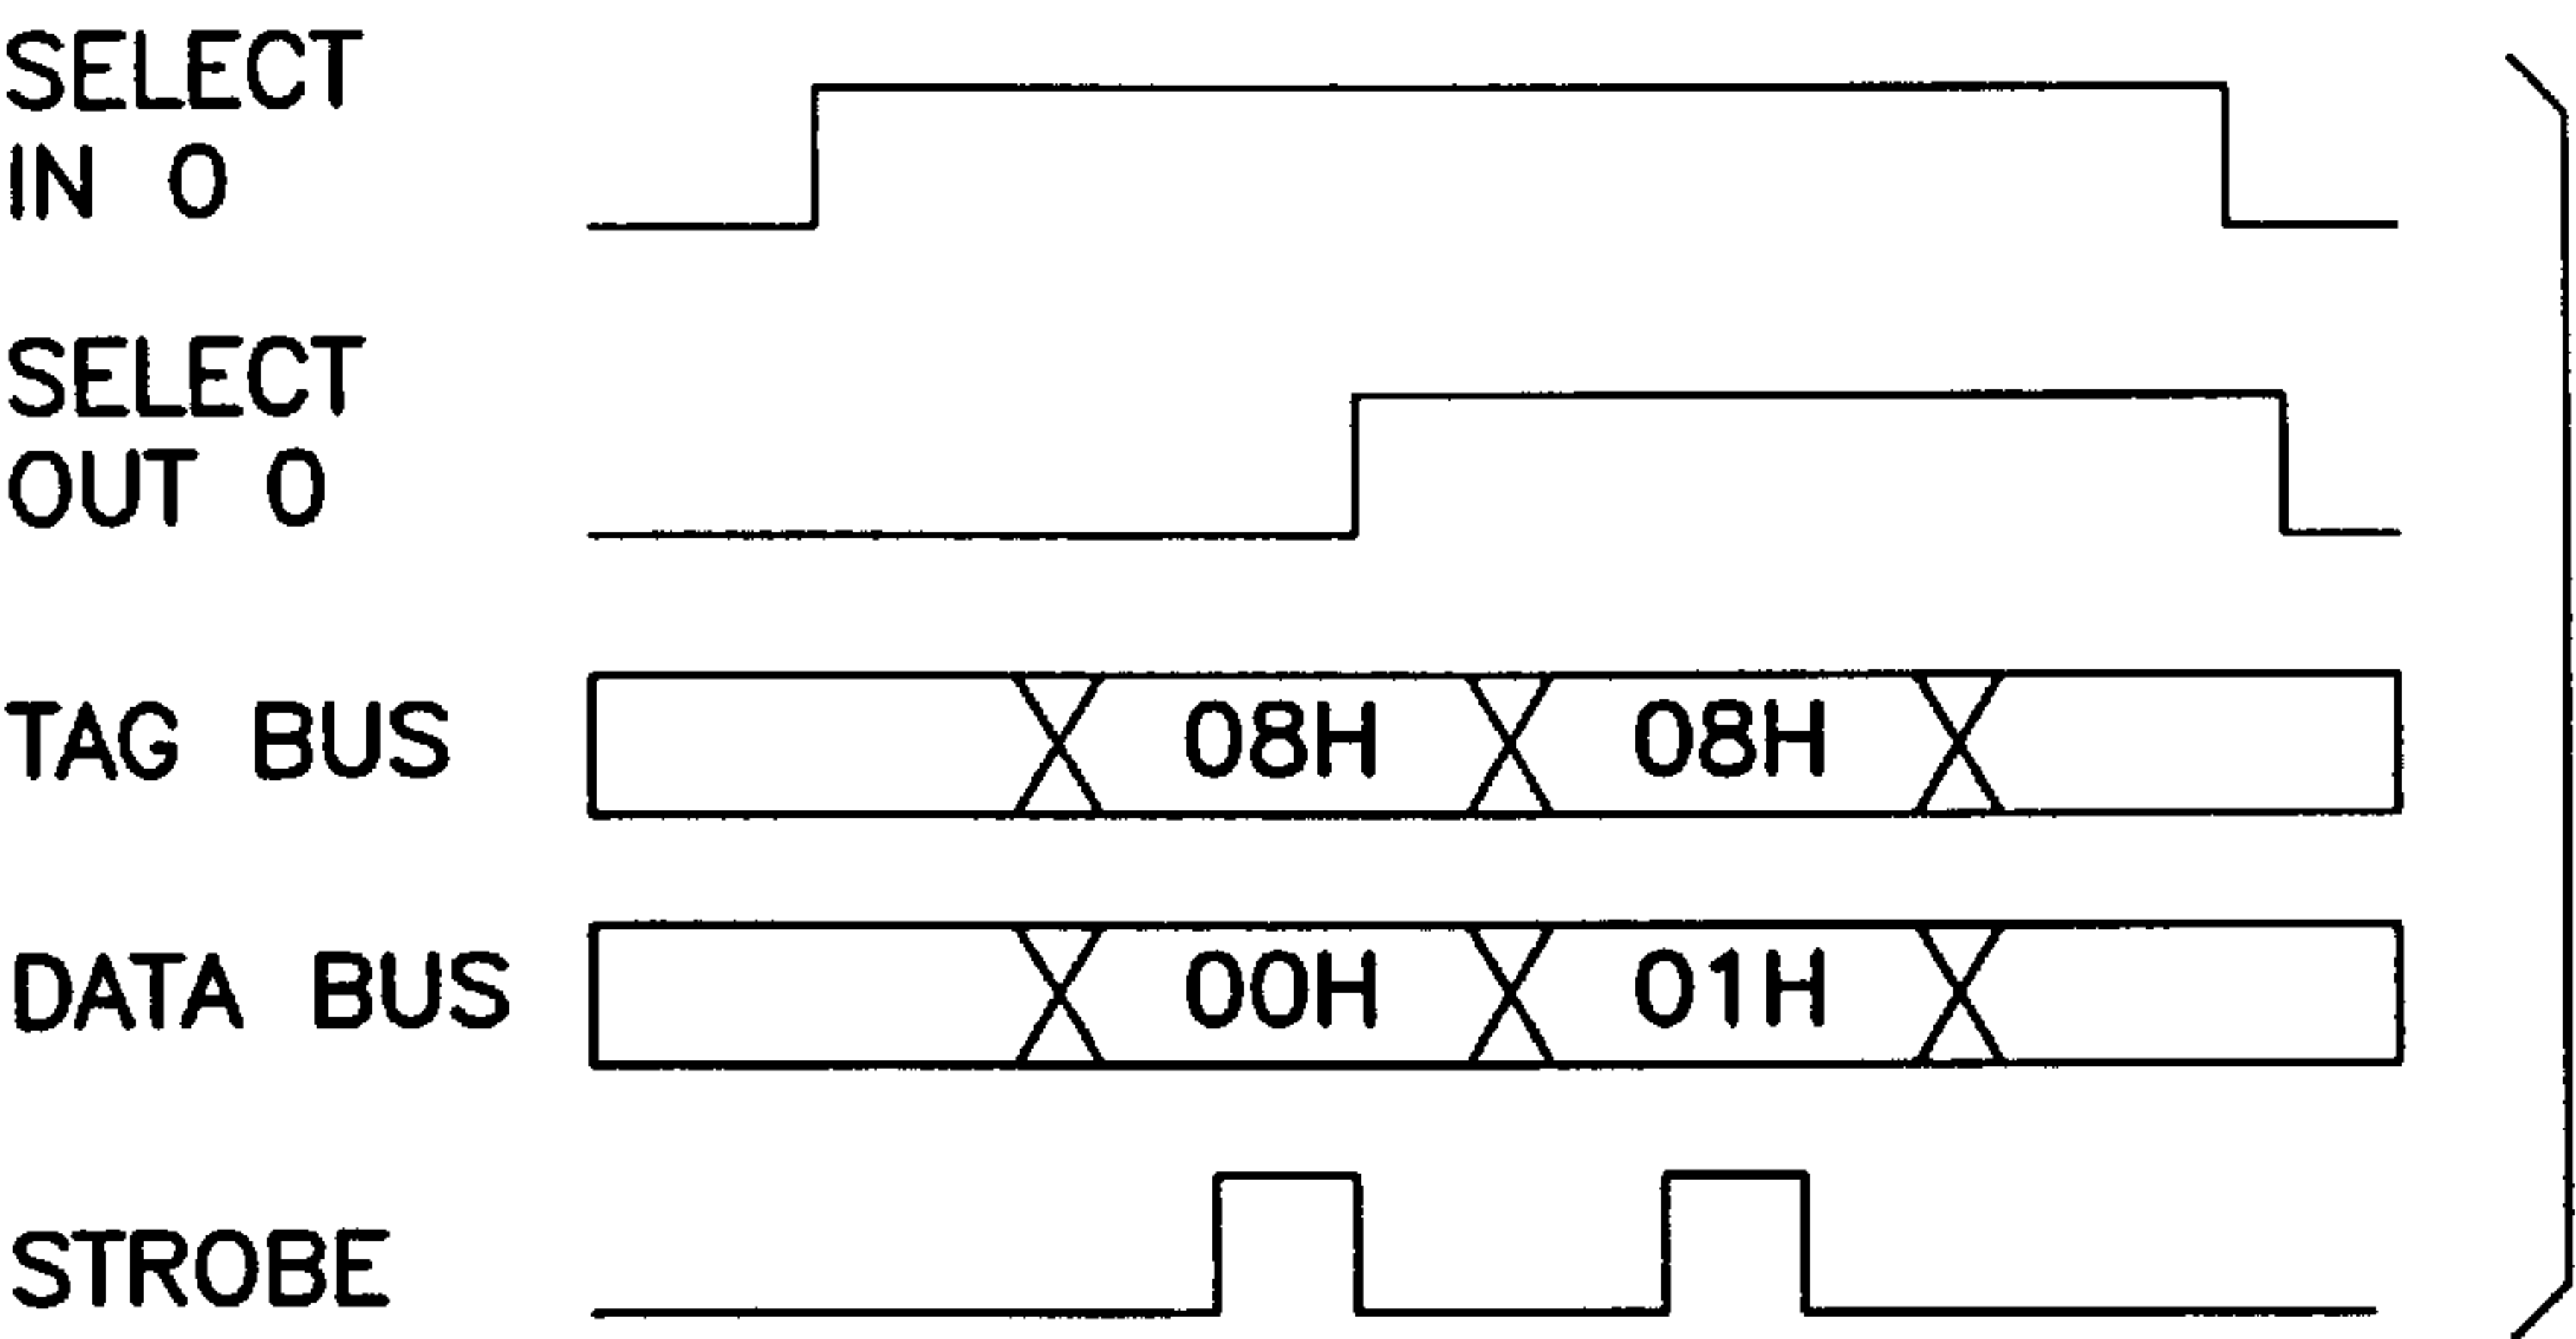 SELECT
IN 0
SELECT
OUT 0
TAG BUS 08H 08H
DATA BUS 00H 01H
STROBE